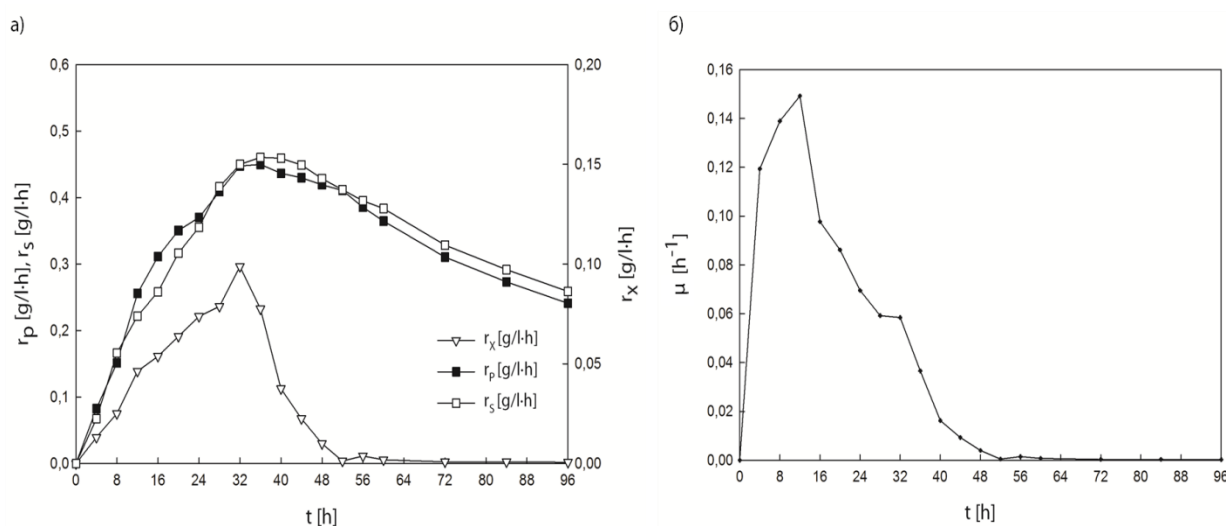 а)
0,6
0,5
0,4
0,3
0,2
0,1
0,0
r_P [g/l·h], r_S [g/l·h]
0,20
0,15
0,10
0,05
0,00
r_X [g/l·h]
r_X [g/l·h]
r_P [g/l·h]
r_S [g/l·h]
0 8 16 24 32 40 48 56 64 72 80 88 96
t [h]
б)
0,16
0,14
0,12
0,10
0,08
0,06
0,04
0,02
0,00
μ [h⁻¹]
0 8 16 24 32 40 48 56 64 72 80 88 96
t [h]